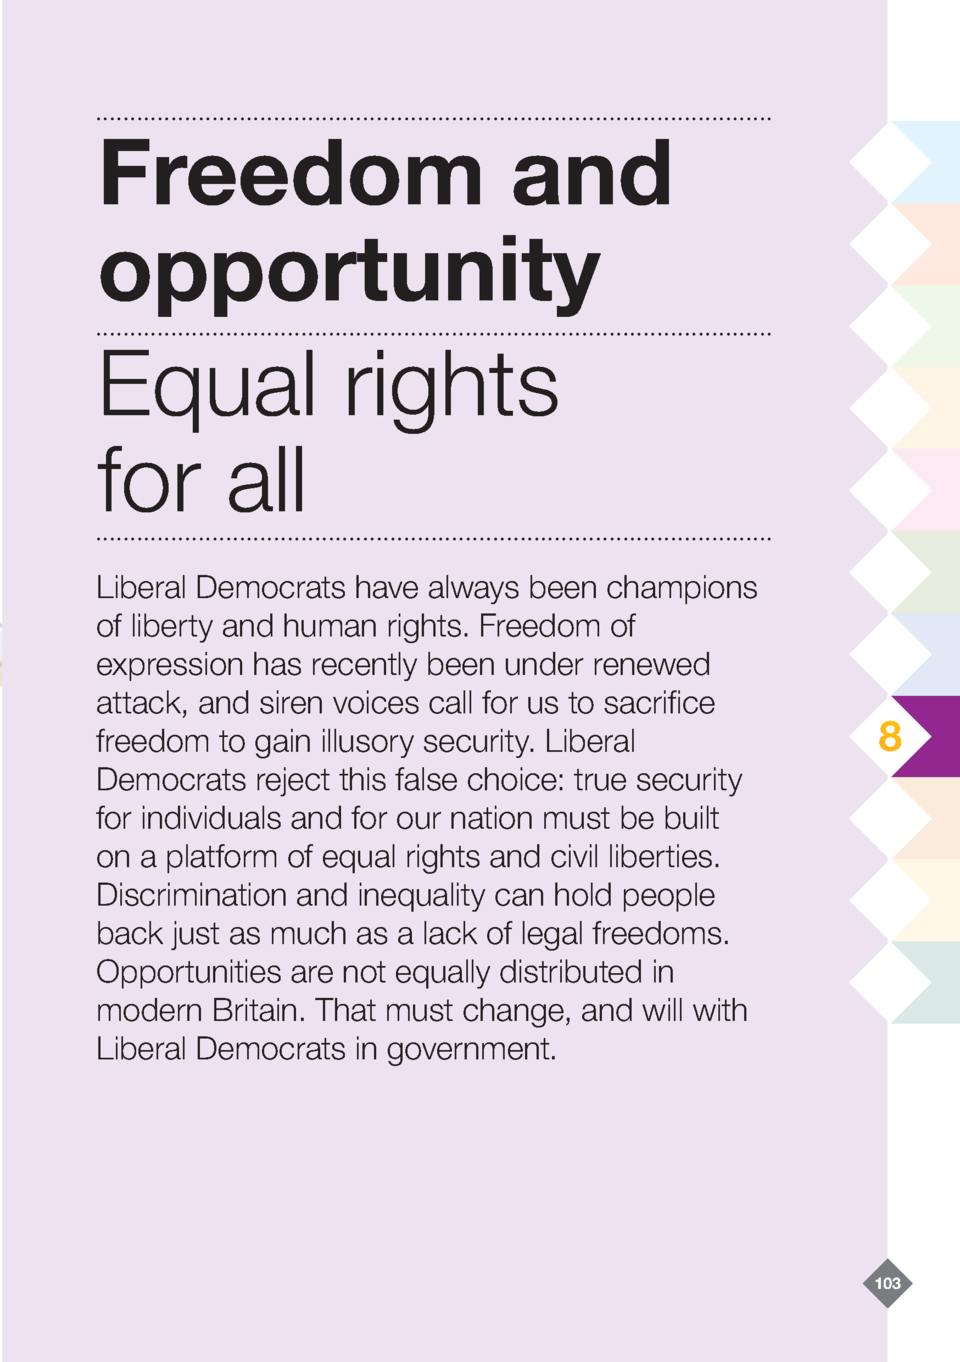 Freedom and
opportunity
Equal rights
for all
Liberal Democrats have always been champions
of liberty and human rights. Freedom of
expression has recently been under renewed
attack, and siren voices call for us to sacrifice
freedom to gain illusory security. Liberal
Democrats reject this false choice: true security
for individuals and for our nation must be built
on a platform of equal rights and civil liberties.
Discrimination and inequality can hold people
back just as much as a lack of legal freedoms.
Opportunities are not equally distributed in
modern Britain. That must change, and will with
Liberal Democrats in government.
8
103